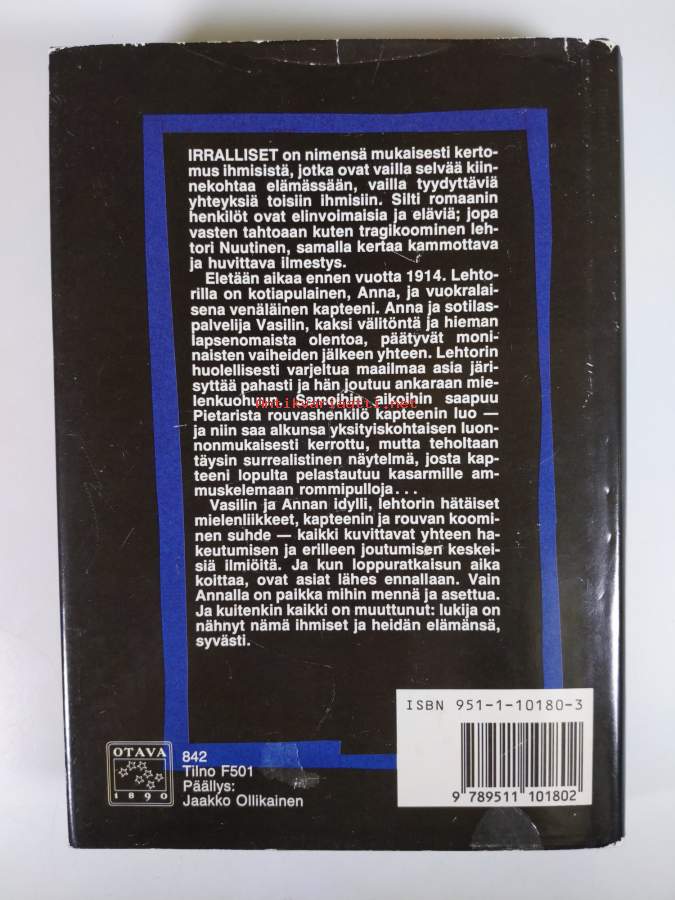 IRRALLISET on nimensä mukaisesti kerto-
mus ihmisistä, jotka ovat vailla selvää kiin-
nekohtaa elämässään, vailla tyydyttäviä
yhteyksiä toisiin ihmisiin. Silti romaanin
henkilöt ovat elinvoimaisia ja eläviä; jopa
vasten tahtoaan kuten tragikoominen leh-
tori Nuutinen, samalla kertaa kammottava
ja huvittava ilmestys.
Eletään aikaa ennen vuotta 1914. Lehto-
rilla on kotiapulainen, Anna, ja vuokralai-
sena venäläinen kapteeni. Anna ja sotilas-
palvelija Vasilin, kaksi välitöntä ja hieman
lapsenomaista olentoa, päätyvät moni-
naisten vaiheiden jälkeen yhteen. Lehtorin
huolellisesti varjeltua maailmaa asia järi-
syttää pahasti ja hän joutuu ankaraan mie-
lenkuohuun. Samoihin aikoihin saapuu
Antikvariaatti.net
Pietarista rouvashenkilö kapteenin luo —
ja niin saa alkunsa yksityiskohtaisen luon-
nonmukaisesti kerrottu, mutta teholtaan
täysin surrealistinen näytelmä, josta kap-
teeni lopulta pelastautuu kasarmille am-
muskelemaan rommipulloja...
Vasilin ja Annan idylli, lehtorin hätäiset
mielenliikkeet, kapteenin ja rouvan koomi-
nen suhde — kaikki kuvittavat yhteen ha-
keutumisen ja erilleen joutumisen keskei-
siä ilmiöitä. Ja kun loppuratkaisun aika
koittaa, ovat asiat lähes ennallaan. Vain
Annalla on paikka mihin mennä ja asettua.
Ja kuitenkin kaikki on muuttunut: lukija on
nähnyt nämä ihmiset ja heidän elämänsä,
syvästi.
ISBN 951-1-10180-3
9 789511 101802
OTAVA
1890
842
Tilno F501
Päällys:
Jaakko Ollikainen